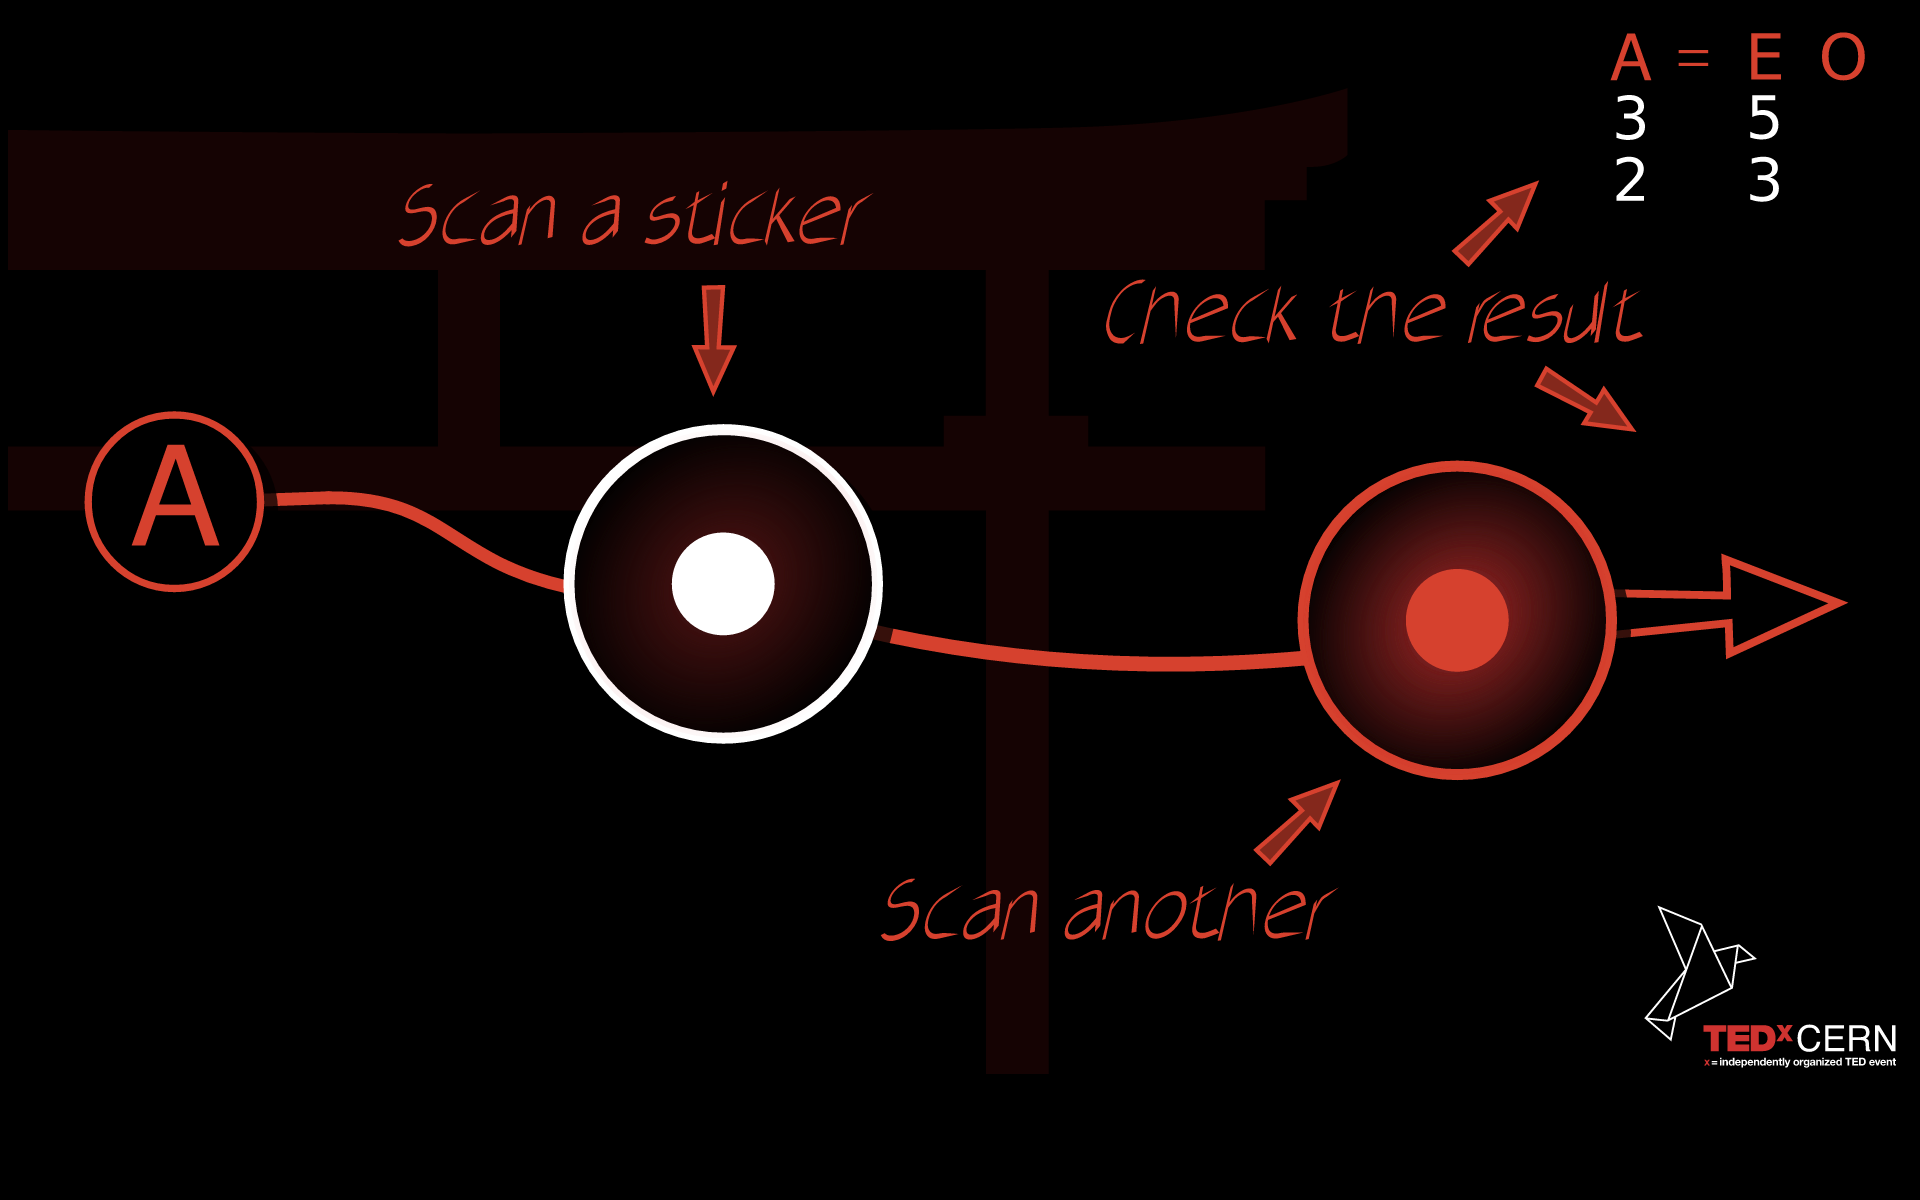 A = E O
3 5
2 3
Scan a sticker
Check the result
A
Scan another
TEDxCERN
x = independently organized TED event